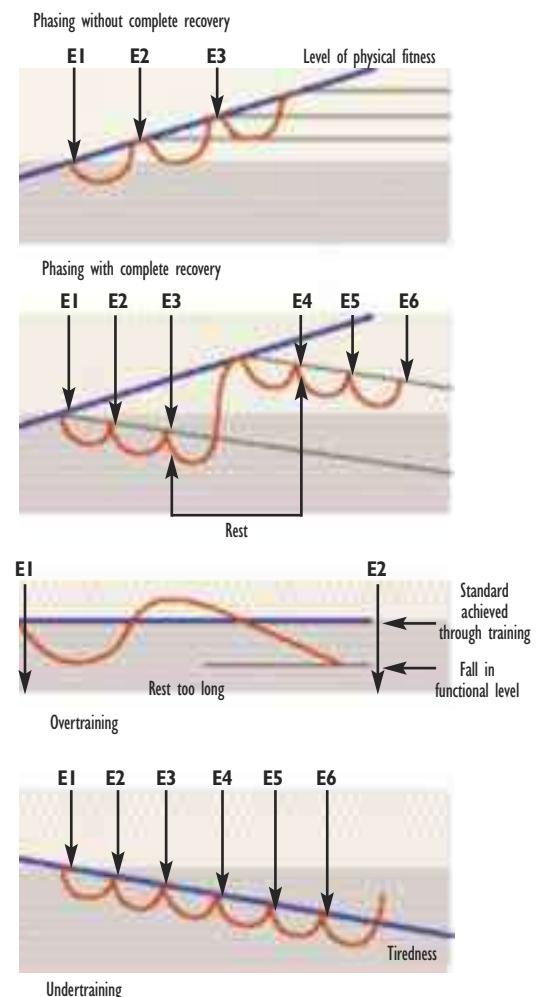 Phasing without complete recovery
E1 E2 E3 Level of physical fitness
Phasing with complete recovery
E1 E2 E3 E4 E5 E6
Rest
E1 E2
Standard
achieved
through training
Fall in
functional level
Rest too long
Overtraining
E1 E2 E3 E4 E5 E6
Tiredness
Undertraining